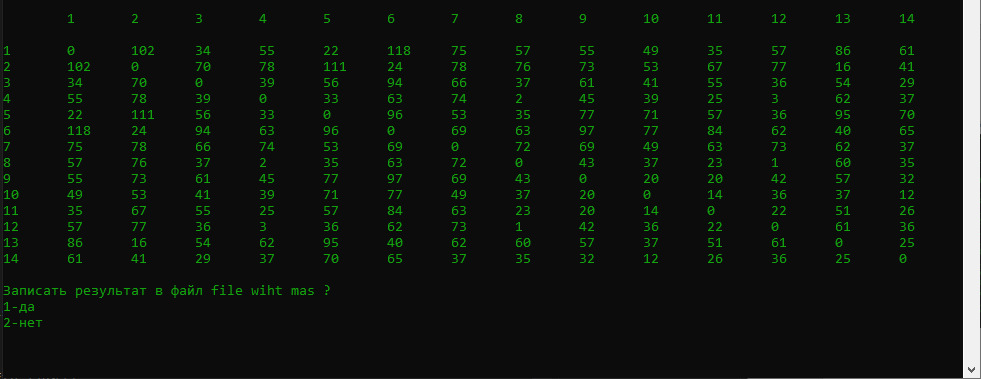 1 2 3 4 5 6 7 8 9 10 11 12 13 14
1 0 102 34 55 22 118 75 57 55 49 35 57 86 61
2 102 0 70 78 111 24 78 76 73 53 67 77 16 41
3 34 70 0 39 56 94 66 37 61 41 55 36 54 29
4 55 78 39 0 33 63 74 2 45 39 25 3 62 37
5 22 111 56 33 0 96 53 35 77 71 57 36 95 70
6 118 24 94 63 96 0 69 63 97 77 84 62 40 65
7 75 78 66 74 53 69 0 72 69 49 63 73 62 37
8 57 76 37 2 35 63 72 0 43 37 23 1 60 35
9 55 73 61 45 77 97 69 43 0 20 20 42 57 32
10 49 53 41 39 71 77 49 37 20 0 14 36 37 12
11 35 67 55 25 57 84 63 23 20 14 0 22 51 26
12 57 77 36 3 36 62 73 1 42 36 22 0 61 36
13 86 16 54 62 95 40 62 60 57 37 51 61 0 25
14 61 41 29 37 70 65 37 35 32 12 26 36 25 0
Записать результат в файл file wiht mas ?
1-да
2-нет